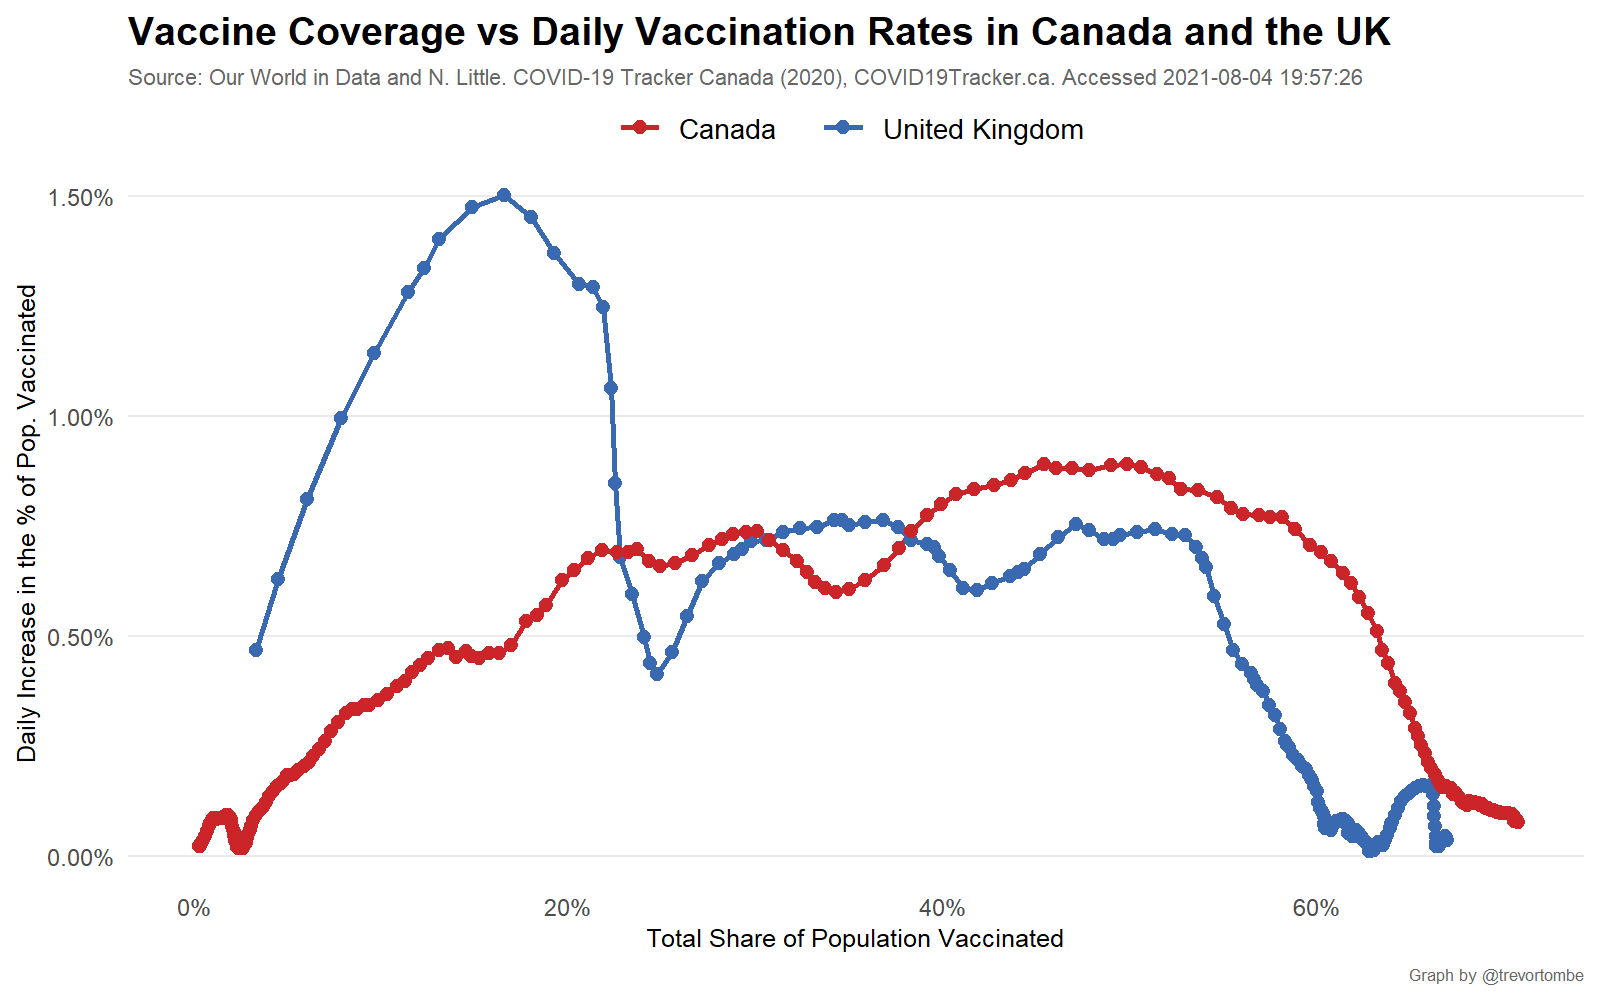 Vaccine Coverage vs Daily Vaccination Rates in Canada and the UK
Source: Our World in Data and N. Little. COVID-19 Tracker Canada (2020), COVID19Tracker.ca. Accessed 2021-08-04 19:57:26
Canada
United Kingdom
Daily Increase in the % of Pop. Vaccinated
1.50%
1.00%
0.50%
0.00%
0%
20%
40%
60%
Total Share of Population Vaccinated
Graph by @trevortombe